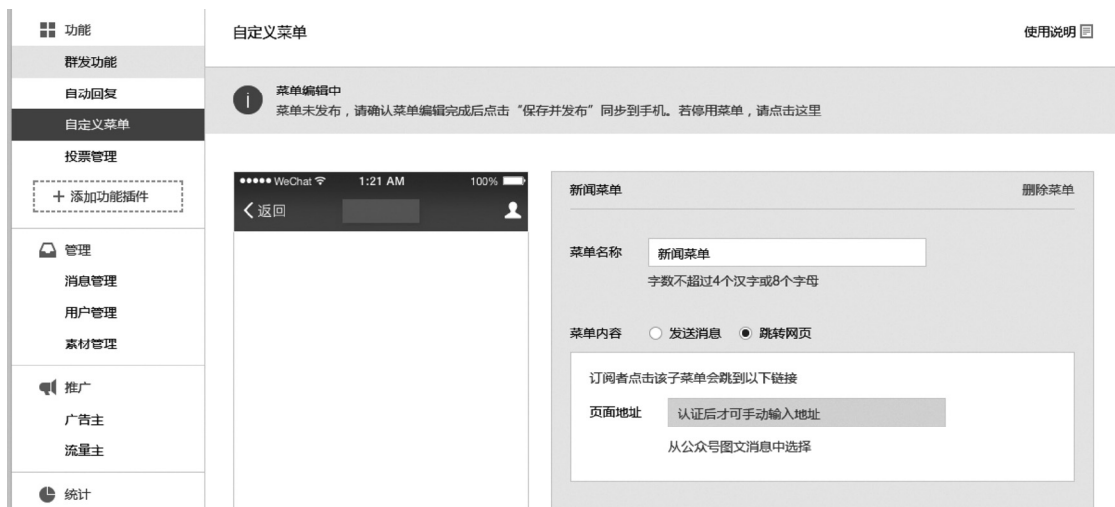 功能
群发功能
自动回复
自定义菜单
投票管理
+ 添加功能插件
管理
消息管理
用户管理
素材管理
推广
广告主
流量主
统计
自定义菜单
使用说明
菜单编辑中
菜单未发布，请确认菜单编辑完成后点击“保存并发布”同步到手机。若停用菜单，请点击这里
WeChat 1:21 AM 100%
返回
新闻菜单 删除菜单
菜单名称 新闻菜单
字数不超过4个汉字或8个字母
菜单内容 发送消息 跳转网页
订阅者点击该子菜单会跳到以下链接
页面地址 认证后才可手动输入地址
从公众号图文消息中选择